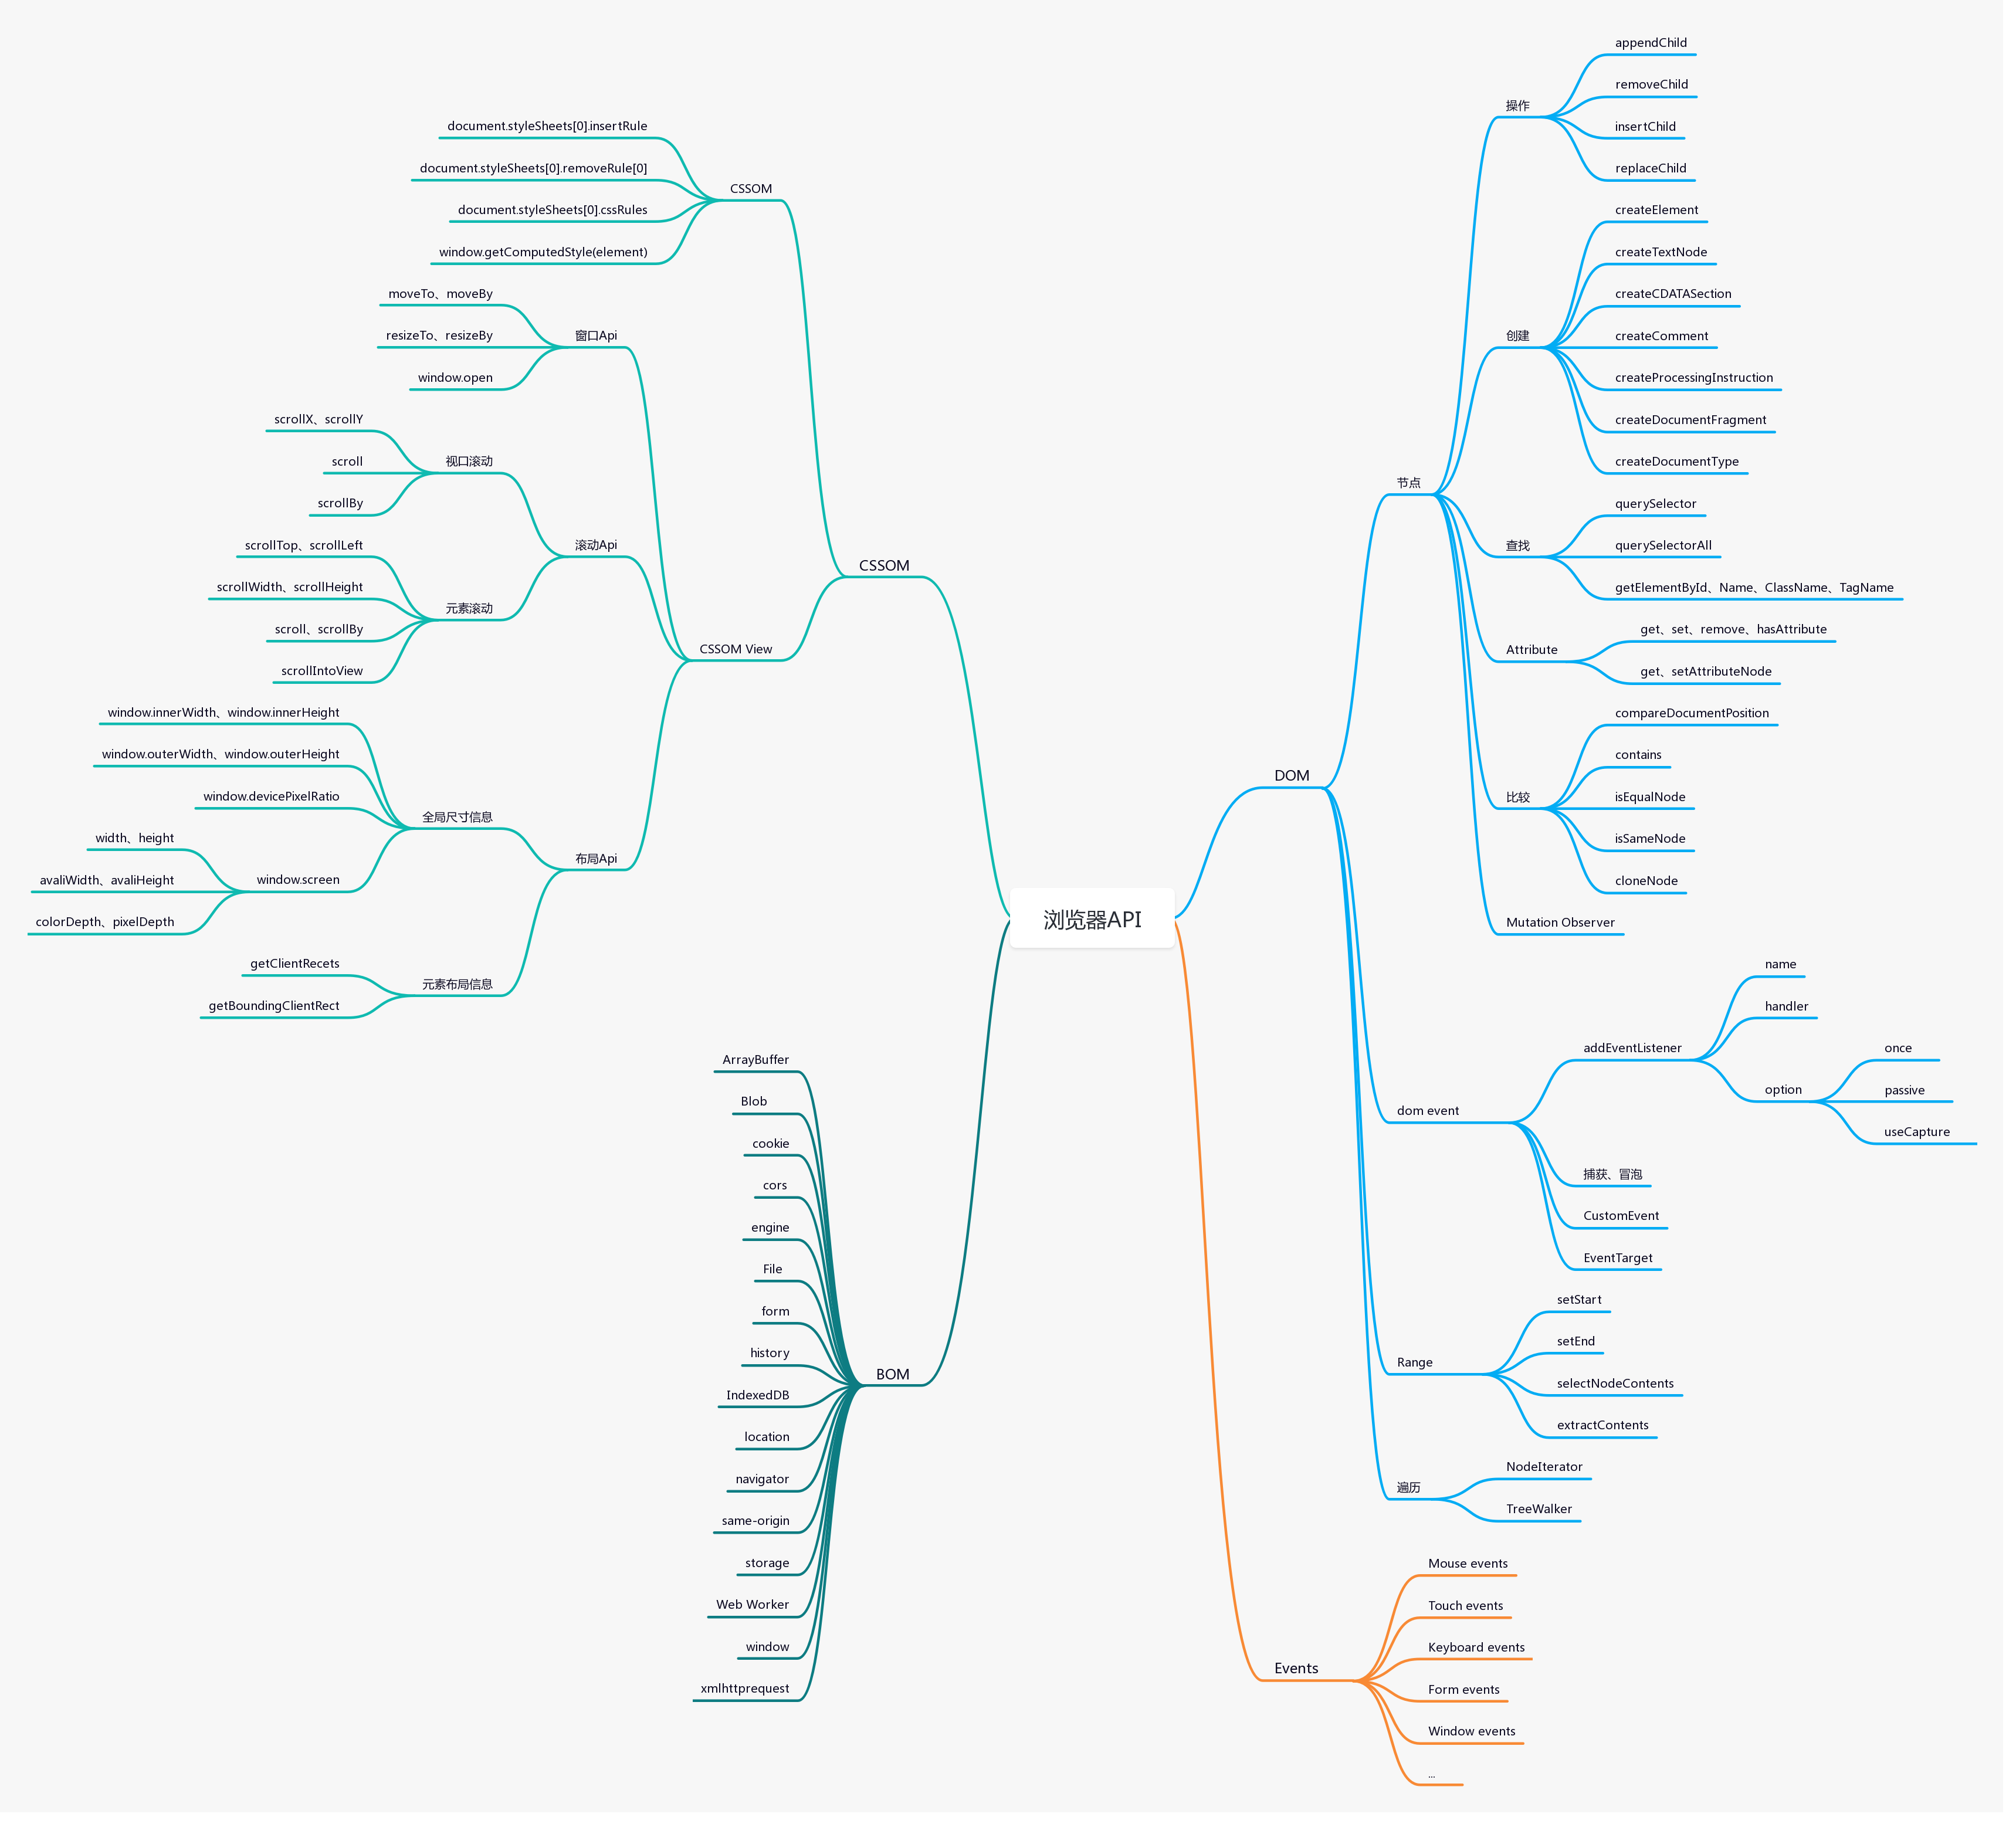 浏览器API
DOM
节点
操作
appendChild
removeChild
insertChild
replaceChild
创建
createElement
createTextNode
createCDATASection
createComment
createProcessingInstruction
createDocumentFragment
createDocumentType
查找
querySelector
querySelectorAll
getElementById、Name、ClassName、TagName
Attribute
get、set、remove、hasAttribute
get、setAttributeNode
比较
compareDocumentPosition
contains
isEqualNode
isSameNode
cloneNode
Mutation Observer
dom event
addEventListener
name
handler
option
once
passive
useCapture
捕获、冒泡
CustomEvent
EventTarget
Range
setStart
setEnd
selectNodeContents
extractContents
遍历
NodeIterator
TreeWalker
Events
Mouse events
Touch events
Keyboard events
Form events
Window events
...
CSSOM
CSSOM
document.styleSheets[0].insertRule
document.styleSheets[0].removeRule[0]
document.styleSheets[0].cssRules
window.getComputedStyle(element)
CSSOM View
窗口Api
moveTo、moveBy
resizeTo、resizeBy
window.open
滚动Api
视口滚动
scrollX、scrollY
scroll
scrollBy
元素滚动
scrollTop、scrollLeft
scrollWidth、scrollHeight
scroll、scrollBy
scrollIntoView
布局Api
全局尺寸信息
window.innerWidth、window.innerHeight
window.outerWidth、window.outerHeight
window.devicePixelRatio
window.screen
width、height
avaliWidth、avaliHeight
colorDepth、pixelDepth
元素布局信息
getClientRecets
getBoundingClientRect
BOM
ArrayBuffer
Blob
cookie
cors
engine
File
form
history
IndexedDB
location
navigator
same-origin
storage
Web Worker
window
xmlhttprequest